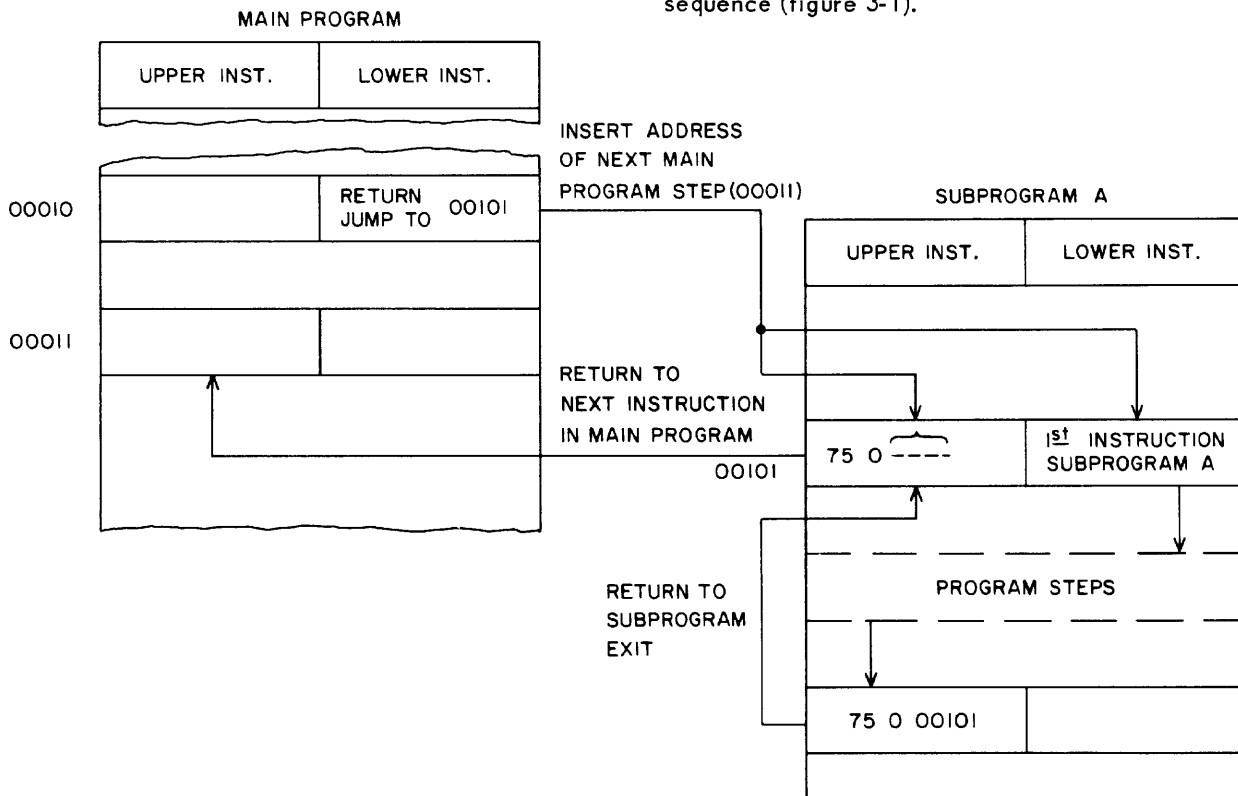 sequence (figure 3-1).
MAIN PROGRAM
UPPER INST.
LOWER INST.
INSERT ADDRESS
OF NEXT MAIN
PROGRAM STEP (00011)
00010
RETURN
JUMP TO 00101
SUBPROGRAM A
UPPER INST.
LOWER INST.
00011
RETURN TO
NEXT INSTRUCTION
IN MAIN PROGRAM
00101
75 0 ----
1st INSTRUCTION
SUBPROGRAM A
PROGRAM STEPS
RETURN TO
SUBPROGRAM
EXIT
75 0 00101